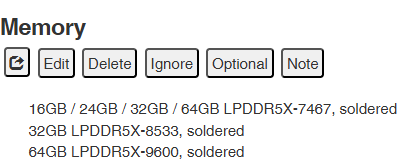 Memory
Edit Delete Ignore Optional Note
16GB / 24GB / 32GB / 64GB LPDDR5X-7467, soldered
32GB LPDDR5X-8533, soldered
64GB LPDDR5X-9600, soldered